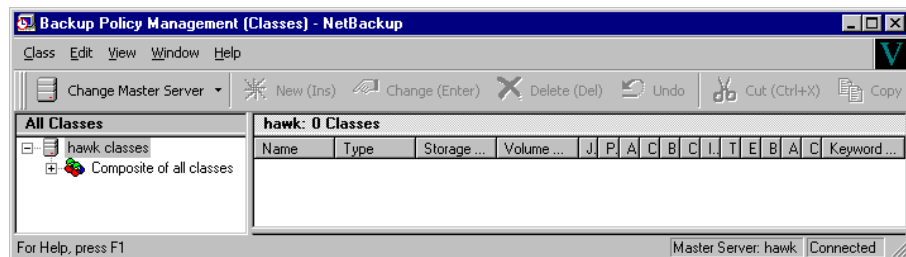 Backup Policy Management (Classes) - NetBackup
Class Edit View Window Help
V
Change Master Server New (Ins) Change (Enter) Delete (Del) Undo Cut (Ctrl+X) Copy
All Classes
hawk: 0 Classes
hawk classes
Composite of all classes
Name Type Storage ... Volume ... J. P. A C B C I.. T E B A C Keyword ...
For Help, press F1
Master Server: hawk Connected